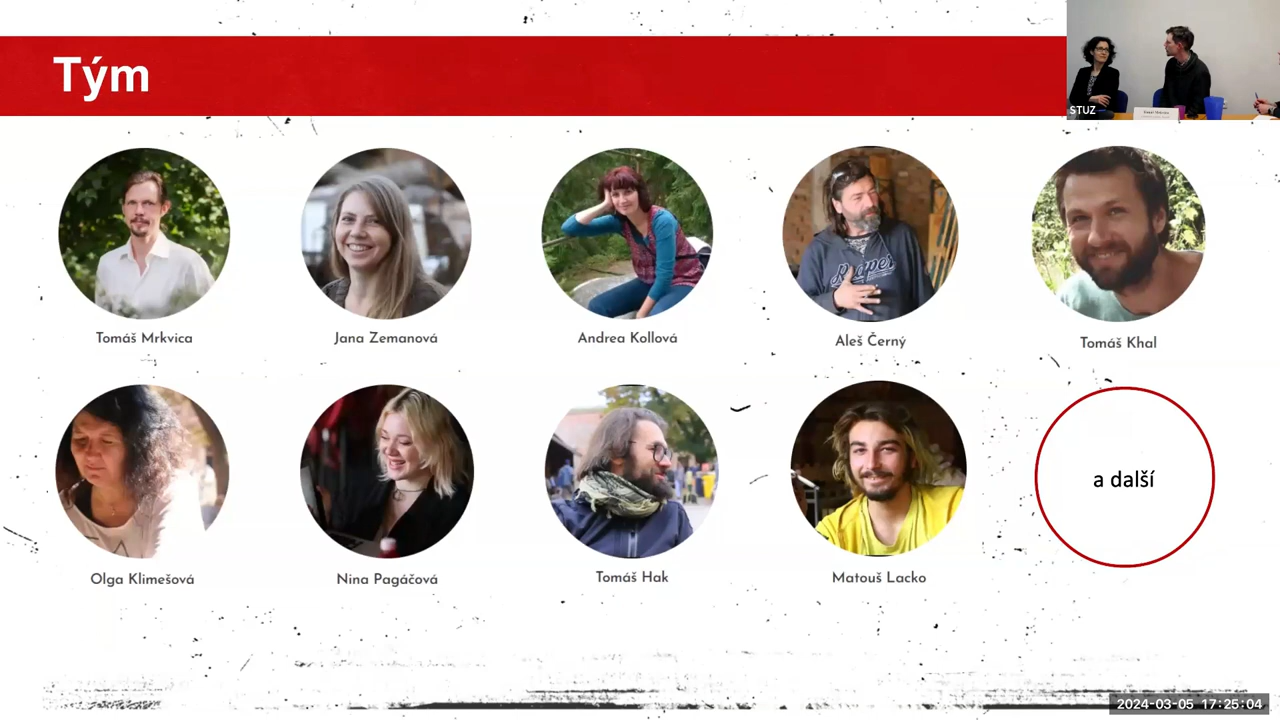 Tým
STUZ
Tomáš Mrkvica
Jana Zemanová
Andrea Kollová
Aleš Černý
Tomáš Khal
Reaper
Olga Klimešová
Nina Pagáčová
Tomáš Hak
Matouš Lacko
a další
2024-03-05 17:25:04